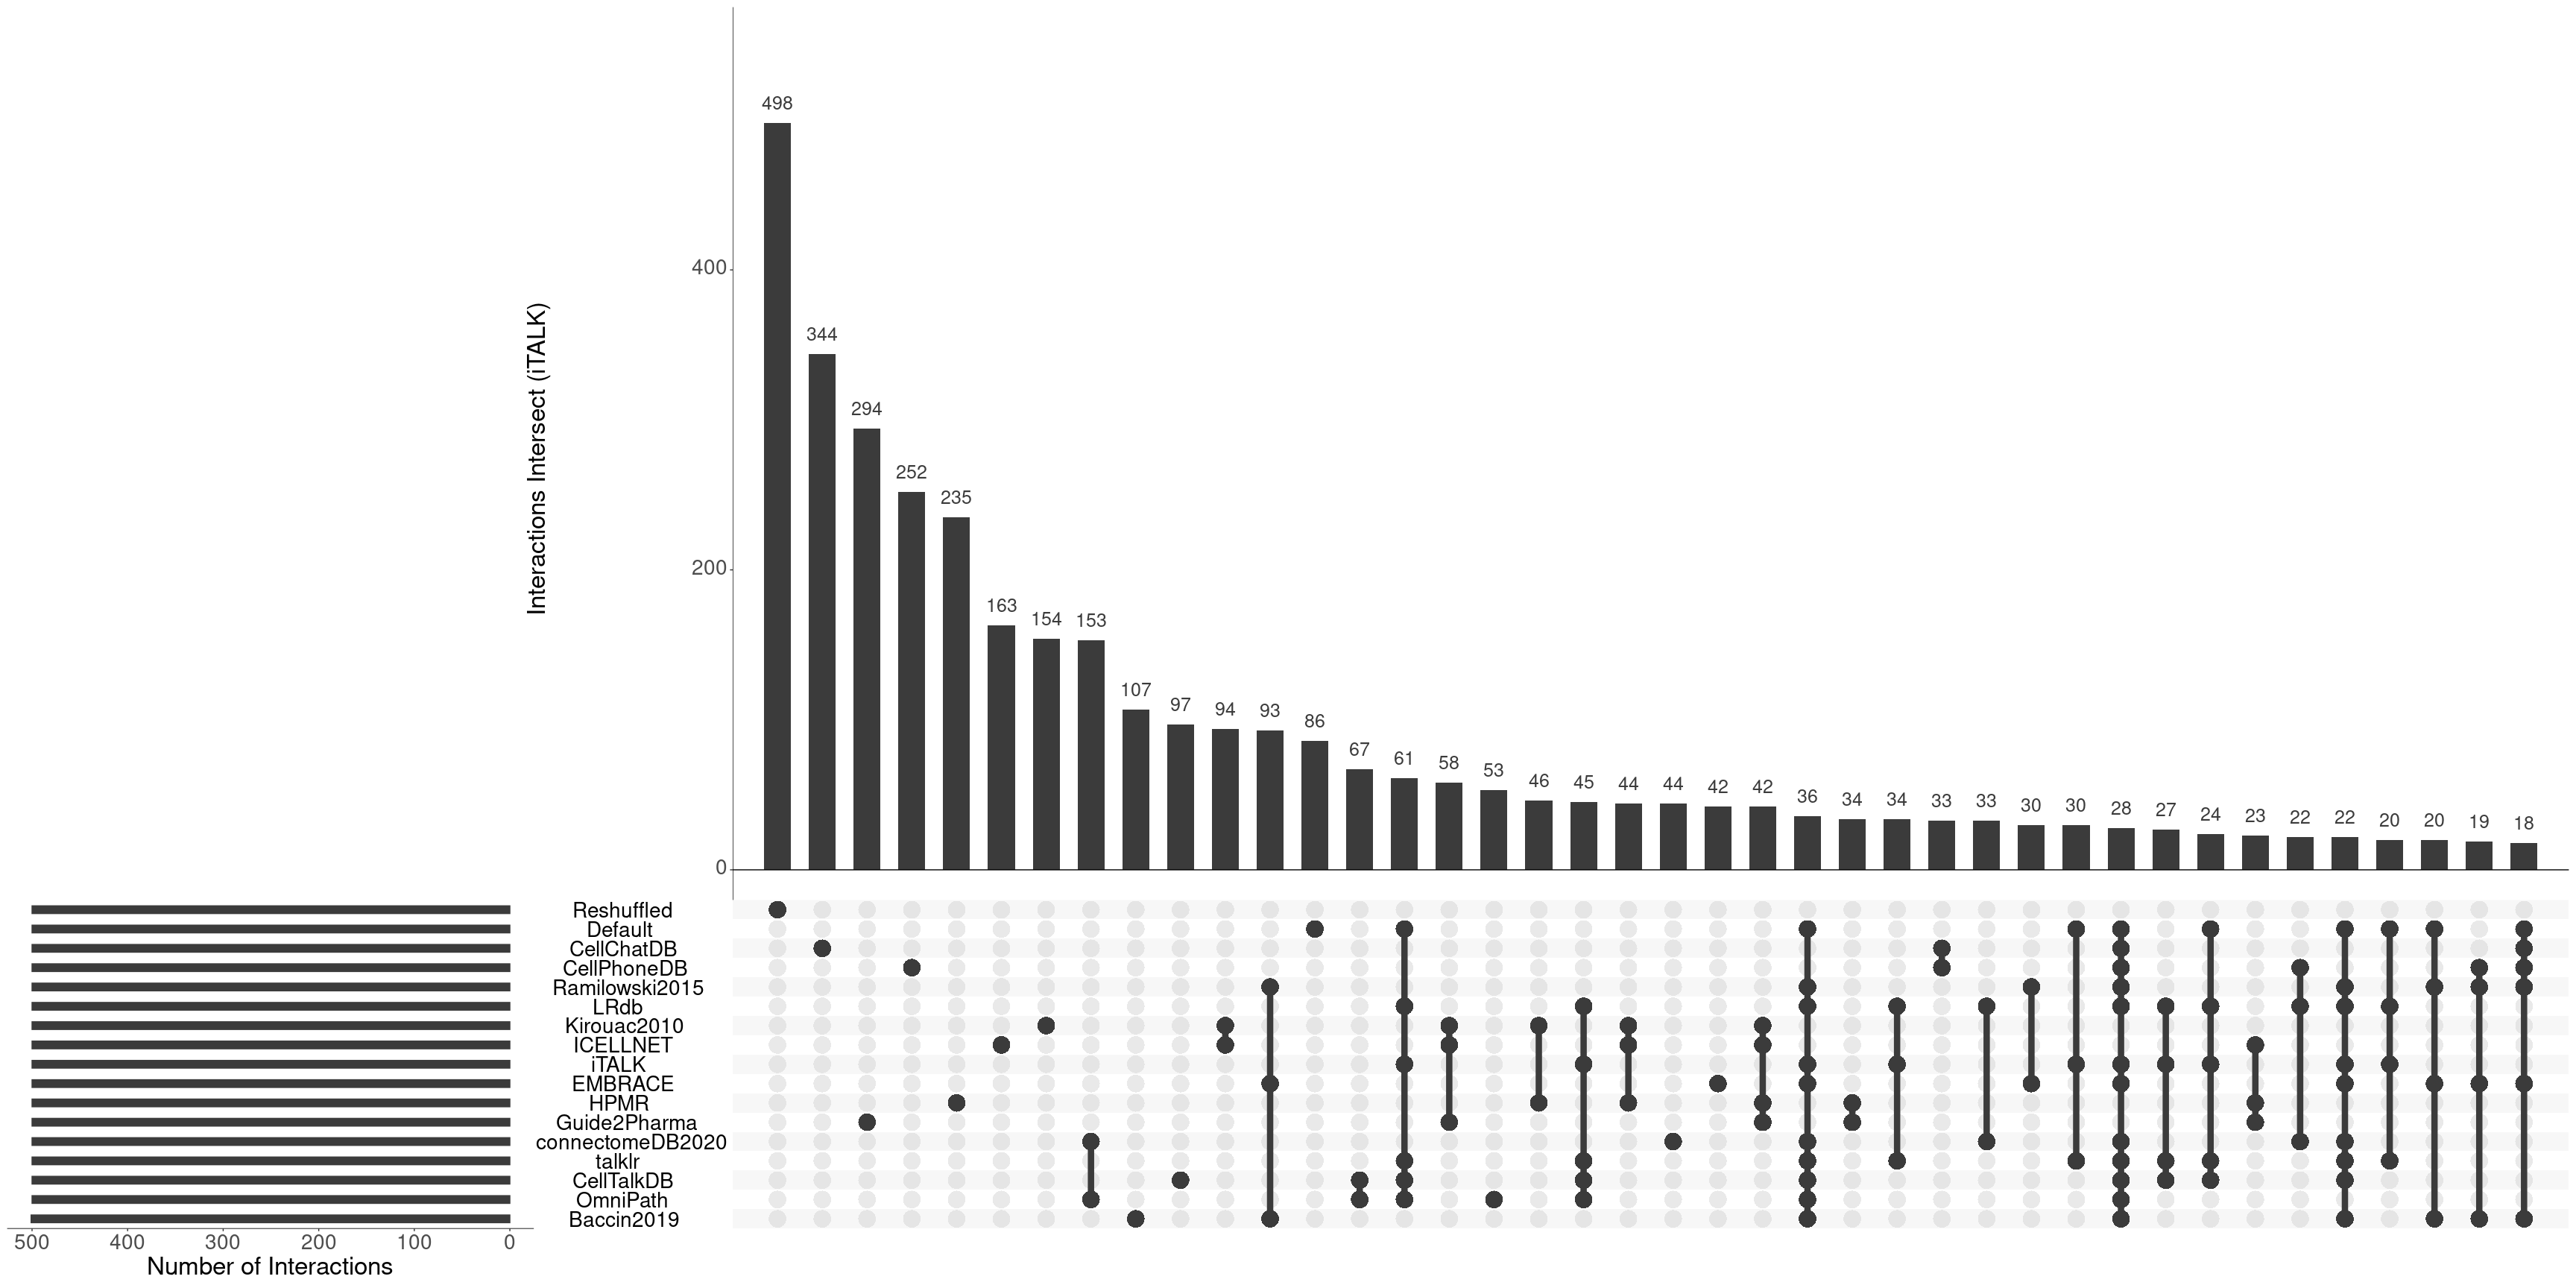 Interactions Intersect (iTALK)
400
200
0
498
344
294
252
235
163
154
153
107
97
94
93
86
67
61
58
53
46
45
44
44
42
42
36
34
34
33
33
30
30
28
27
24
23
22
22
20
20
19
18
Reshuffled
Default
CellChatDB
CellPhoneDB
Ramilowski2015
LRdb
Kirouac2010
ICELLNET
iTALK
EMBRACE
HPMR
Guide2Pharma
connectomeDB2020
talklr
CellTalkDB
OmniPath
Baccin2019
500 400 300 200 100 0
Number of Interactions